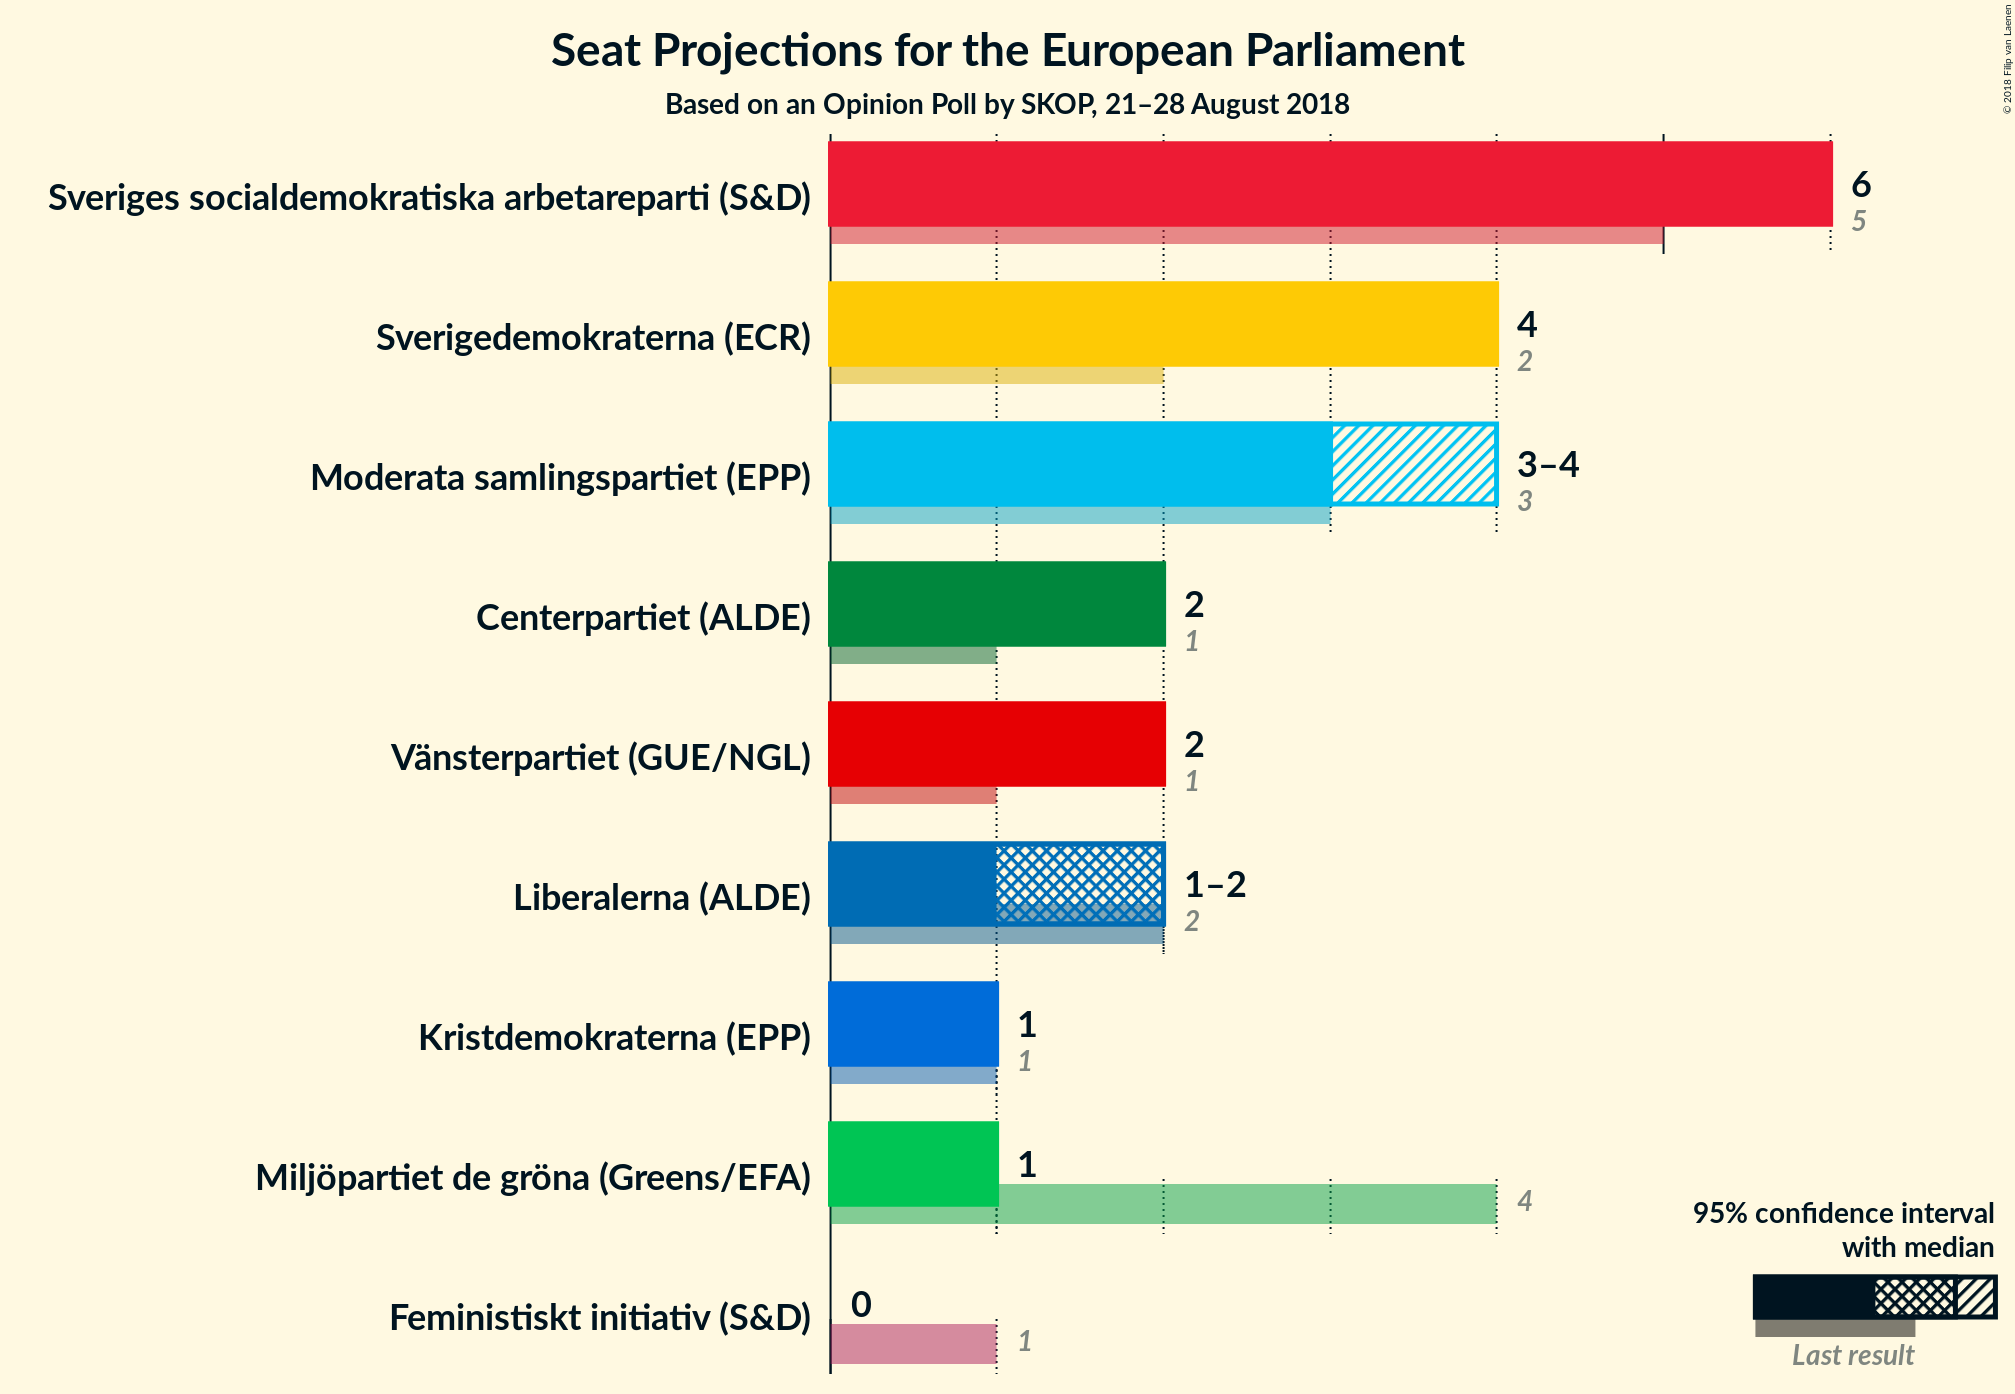 Seat Projections for the European Parliament
Based on an Opinion Poll by SKOP, 21–28 August 2018
© 2018 Filip van Laenen
Sveriges socialdemokratiska arbetareparti (S&D)
6
5
Sverigedemokraterna (ECR)
4
2
Moderata samlingspartiet (EPP)
3–4
3
Centerpartiet (ALDE)
2
1
Vänsterpartiet (GUE/NGL)
2
1
Liberalerna (ALDE)
1–2
2
Kristdemokraterna (EPP)
1
1
Miljöpartiet de gröna (Greens/EFA)
1
4
Feministiskt initiativ (S&D)
0
1
95% confidence interval
with median
Last result